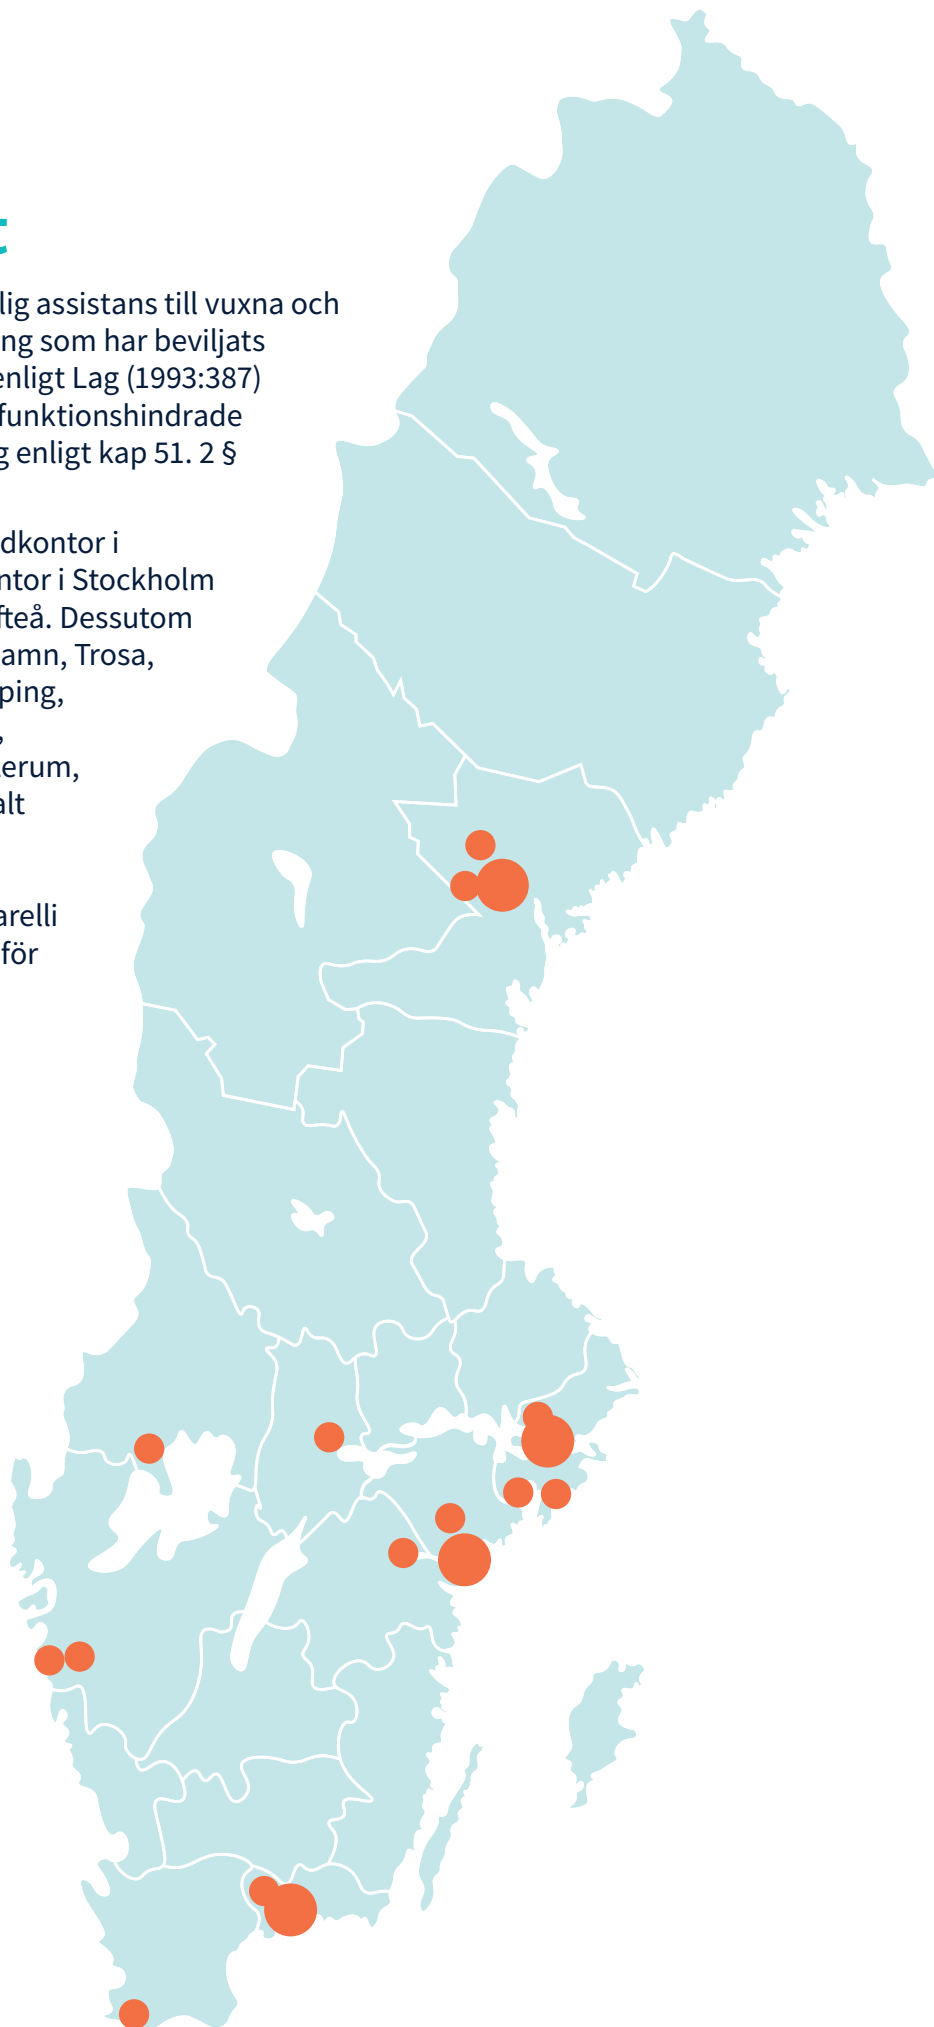 t
lig assistans till vuxna och
ng som har beviljats
enligt Lag (1993:387)
funktionshindrade
g enligt kap 51. 2 §
dkontor i
ntor i Stockholm
fteå. Dessutom
amn, Trosa,
ping,
,
erum,
alt
arelli
för